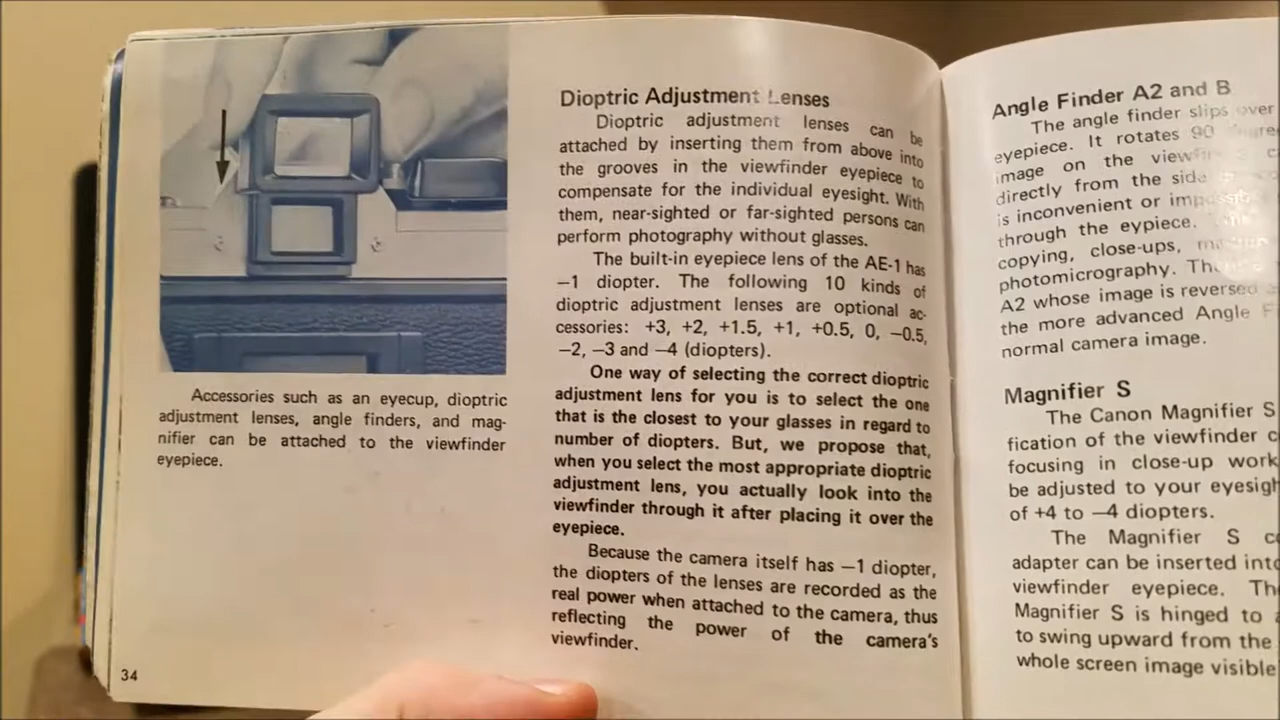 Accessories such as an eyecup, dioptric
adjustment lenses, angle finders, and mag-
nifier can be attached to the viewfinder
eyepiece.
34
Dioptric Adjustment Lenses
Dioptric adjustment lenses can be
attached by inserting them from above into
the grooves in the viewfinder eyepiece to
compensate for the individual eyesight. With
them, near-sighted or far-sighted persons can
perform photography without glasses.
The built-in eyepiece lens of the AE-1 has
−1 diopter. The following 10 kinds of
dioptric adjustment lenses are optional ac-
cessories: +3, +2, +1.5, +1, +0.5, 0, −0.5,
−2, −3 and −4 (diopters).
One way of selecting the correct dioptric
adjustment lens for you is to select the one
that is the closest to your glasses in regard to
number of diopters. But, we propose that,
when you select the most appropriate dioptric
adjustment lens, you actually look into the
viewfinder through it after placing it over the
eyepiece.
Because the camera itself has −1 diopter,
the diopters of the lenses are recorded as the
real power when attached to the camera, thus
reflecting the power of the camera's
viewfinder.
Angle Finder A2 and B
The angle finder slips over
eyepiece. It rotates 90
image on the
directly from the side
is inconvenient or
through the eypiece.
copying, close-ups,
photomicrography.
A2 whose image is reversed
the more advanced Angle
normal camera image.
Magnifier S
The Canon Magnifier S
fication of the viewfinder
focusing in close-up work
be adjusted to your
of +4 to −4 diopters.
The Magnifier S
adapter can be inserted
viewfinder eyepiece.
Magnifier S is hinged to
to swing upward from the
whole screen image visible